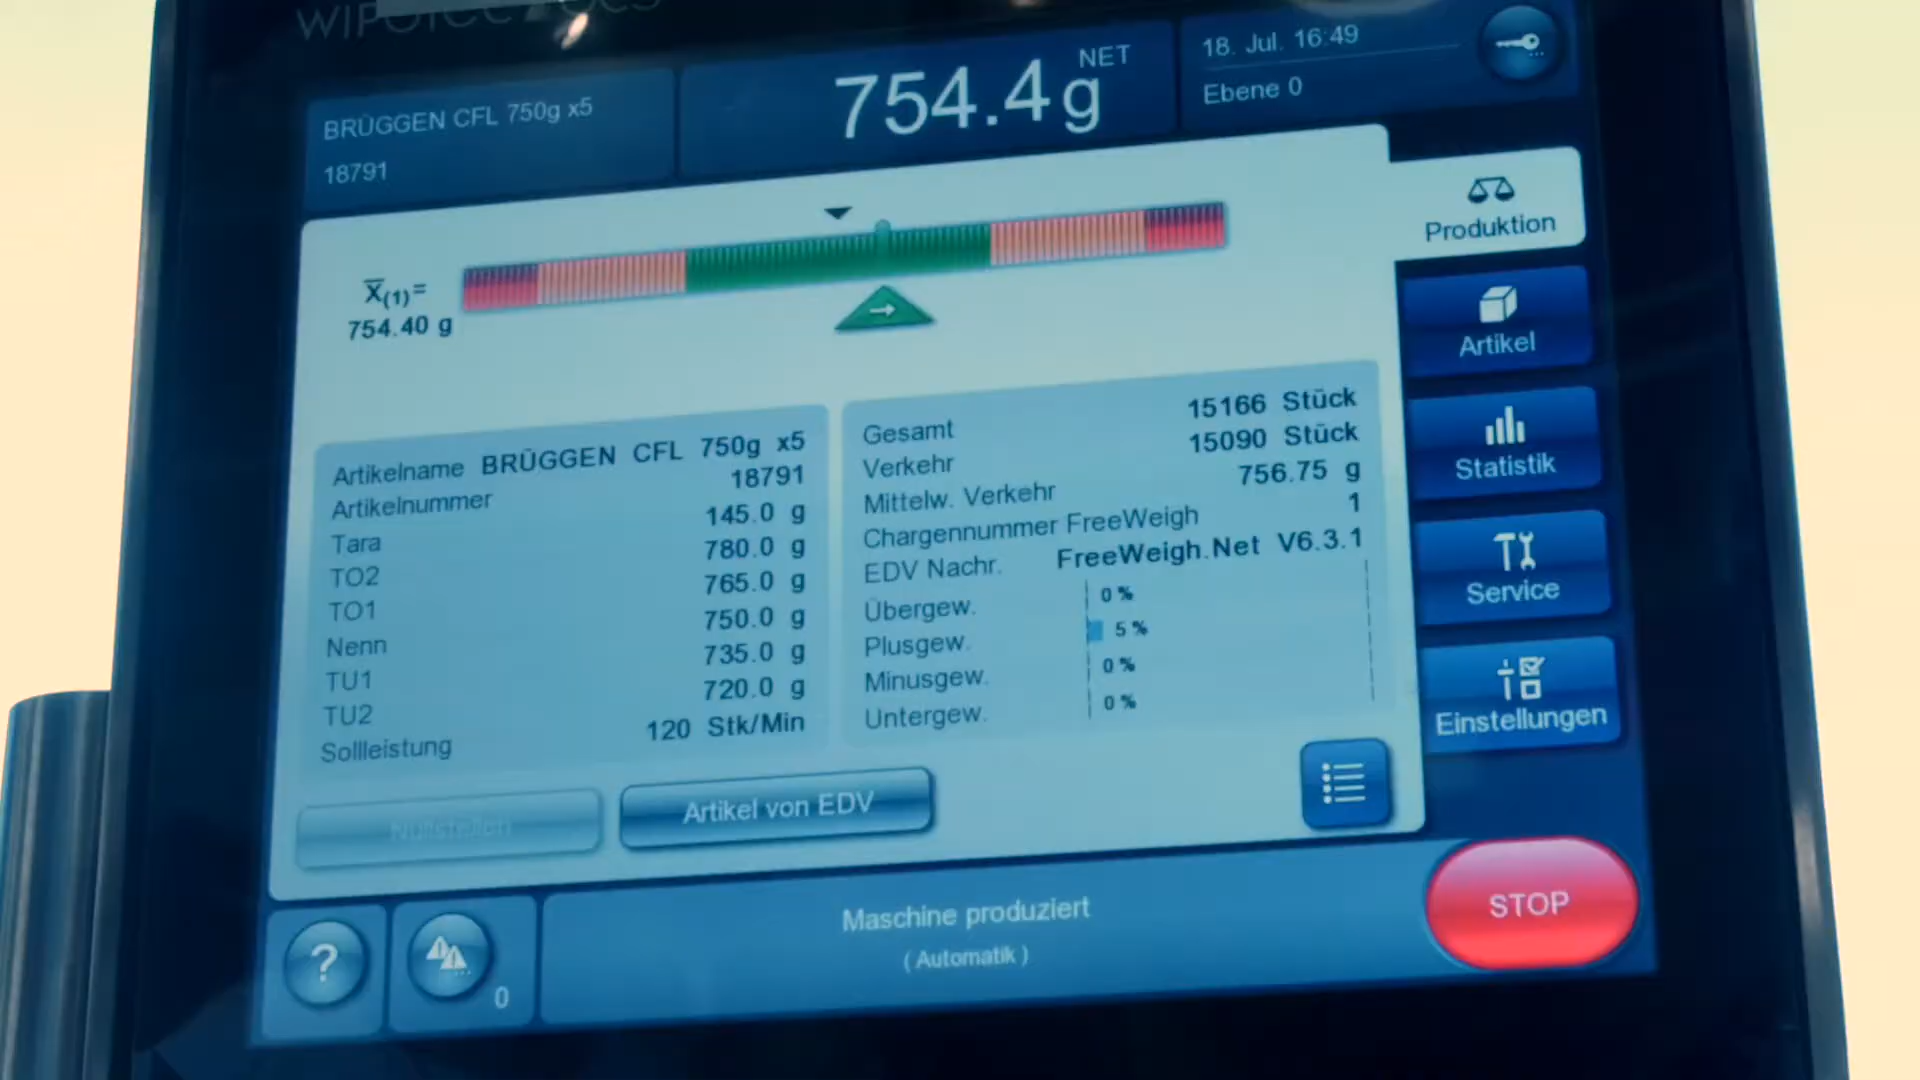 BRÜGGEN CFL 750g x5
18791
754.4g NET
18. Jul. 16:49
Ebene 0
X(1)=
754.40 g
Artikelname BRÜGGEN CFL 750g x5
Artikelnummer 18791
Tara 145.0 g
TO2 780.0 g
TO1 765.0 g
Nenn 750.0 g
TU1 735.0 g
TU2 720.0 g
Sollleistung 120 Stk/Min
Gesamt 15166 Stück
Verkehr 15090 Stück
Mittelw. Verkehr 756.75 g
Chargennummer FreeWeigh 1
EDV Nachr. FreeWeigh.Net V6.3.1
Übergew. 0 %
Plusgew. 5 %
Minusgew. 0 %
Untergew. 0 %
Produktion
Artikel
Statistik
Service
Einstellungen
Nullstellen
Artikel von EDV
?
0
Maschine produziert
( Automatik )
STOP